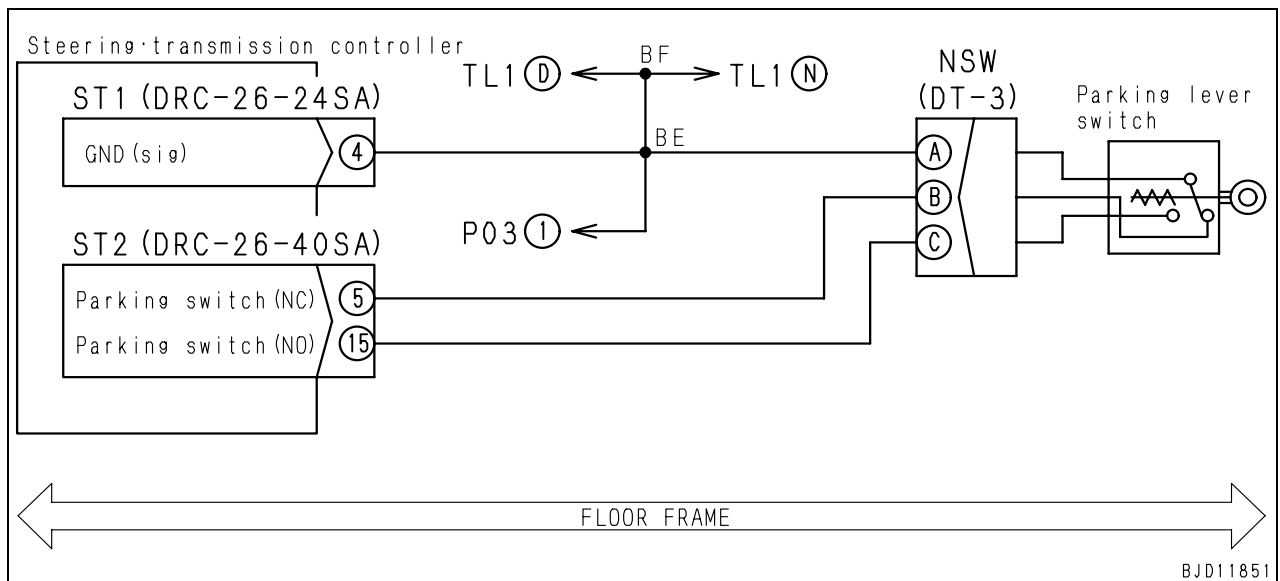 Steering·transmission controller
ST1 (DRC-26-24SA)
GND (sig)
4
ST2 (DRC-26-40SA)
Parking switch (NC)
5
Parking switch (NO)
15
BF
TL1 D
TL1 N
BE
P03 1
NSW
(DT-3)
A
B
C
Parking lever
switch
FLOOR FRAME
BJD11851